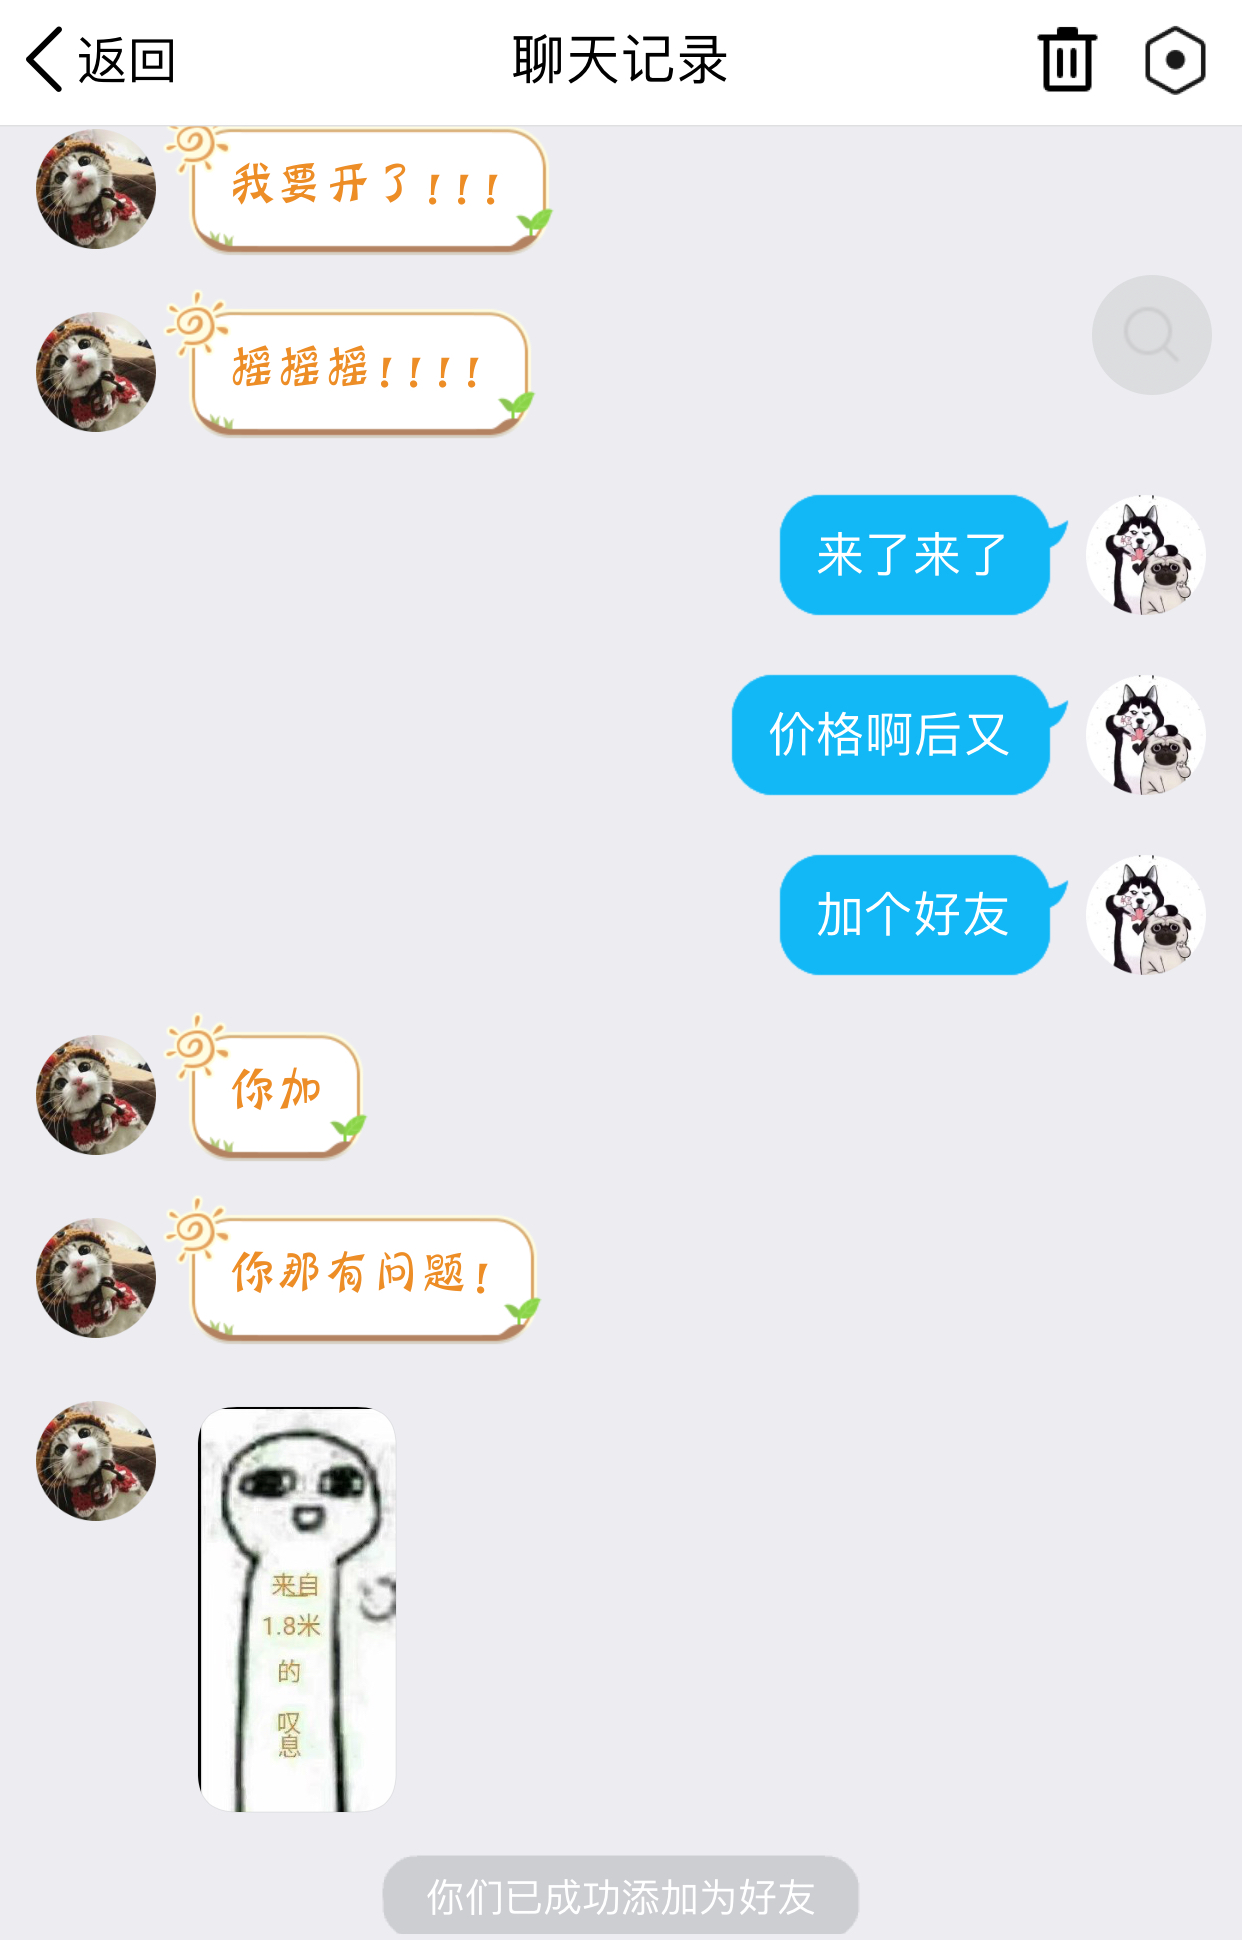 返回
聊天记录
我要开了!!!
摇摇摇!!!!
来了来了
价格啊后又
加个好友
你加
你那有问题!
来自
1.8米
的
叹
息
你们已成功添加为好友